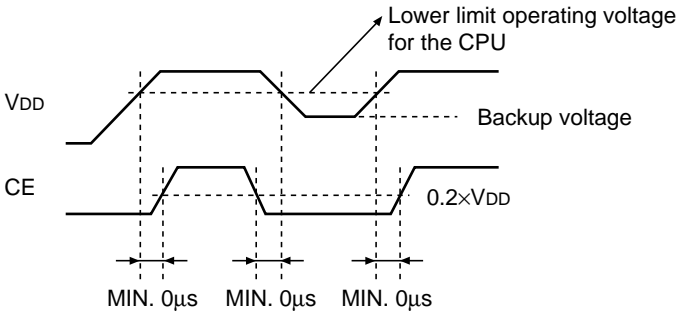 Lower limit operating voltage
for the CPU
VDD
Backup voltage
CE
0.2×VDD
MIN. 0μs MIN. 0μs MIN. 0μs